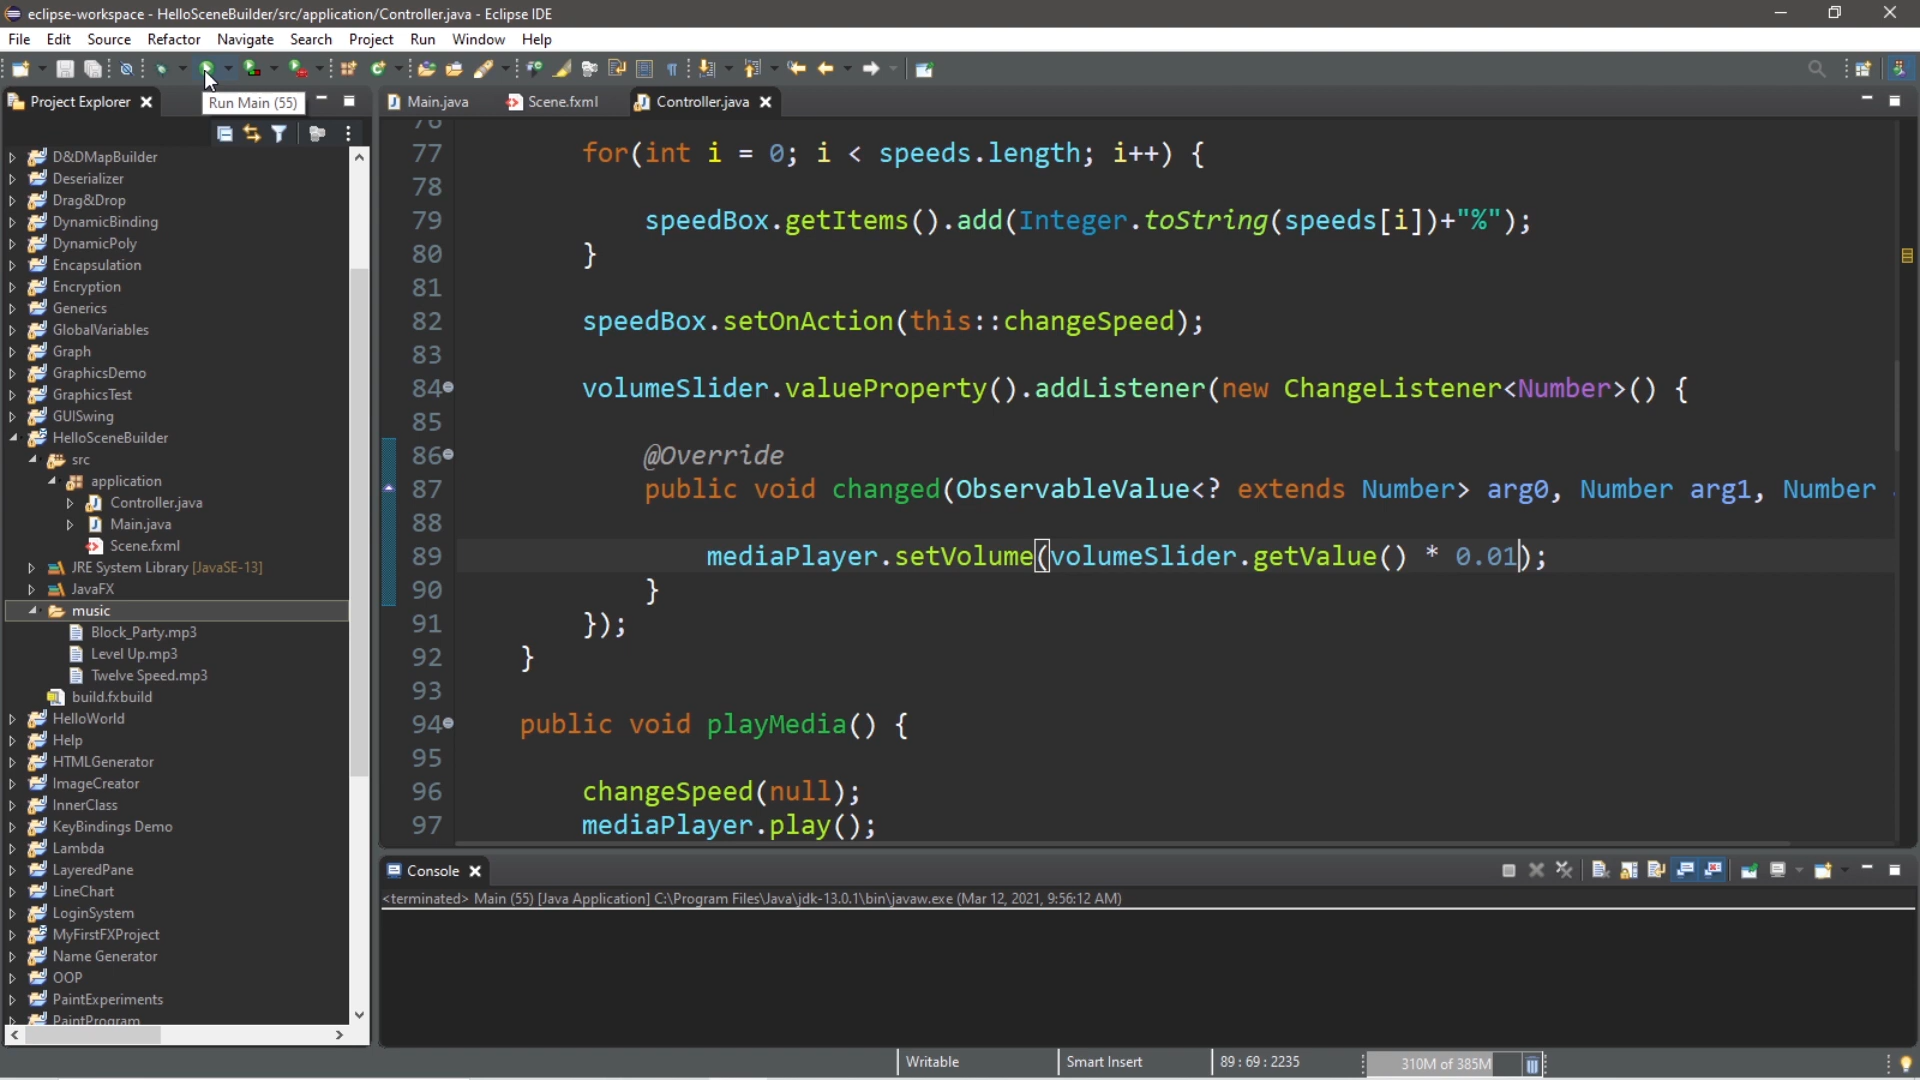 eclipse-workspace - HelloSceneBuilder/src/application/Controller.java - Eclipse IDE
File Edit Source Refactor Navigate Search Project Run Window Help
Project Explorer
Run Main (55)
Main.java Scene.fxml Controller.java
D&DMapBuilder
Deserializer
Drag&Drop
DynamicBinding
DynamicPoly
Encapsulation
Encryption
Generics
GlobalVariables
Graph
GraphicsDemo
GraphicsTest
GUISwing
HelloSceneBuilder
src
application
Controller.java
Main.java
Scene.fxml
JRE System Library [JavaSE-13]
JavaFX
music
Block_Party.mp3
Level Up.mp3
Twelve Speed.mp3
build.fxbuild
HelloWorld
Help
HTMLGenerator
ImageCreator
InnerClass
KeyBindings Demo
Lambda
LayeredPane
LineChart
LoginSystem
MyFirstFXProject
Name Generator
OOP
PaintExperiments
PaintProgram
76
77 for(int i = 0; i < speeds.length; i++) {
78
79 speedBox.getItems().add(Integer.toString(speeds[i])+"%");
80 }
81
82 speedBox.setOnAction(this::changeSpeed);
83
84 volumeSlider.valueProperty().addListener(new ChangeListener<Number>() {
85
86 @Override
87 public void changed(ObservableValue<? extends Number> arg0, Number arg1, Number
88
89 mediaPlayer.setVolume(volumeSlider.getValue() * 0.01);
90 }
91 });
92 }
93
94 public void playMedia() {
95
96 changeSpeed(null);
97 mediaPlayer.play();
Console
<terminated> Main (55) [Java Application] C:\Program Files\Java\jdk-13.0.1\bin\javaw.exe (Mar 12, 2021, 9:56:12 AM)
Writable Smart Insert 89 : 69 : 2235 310M of 385M